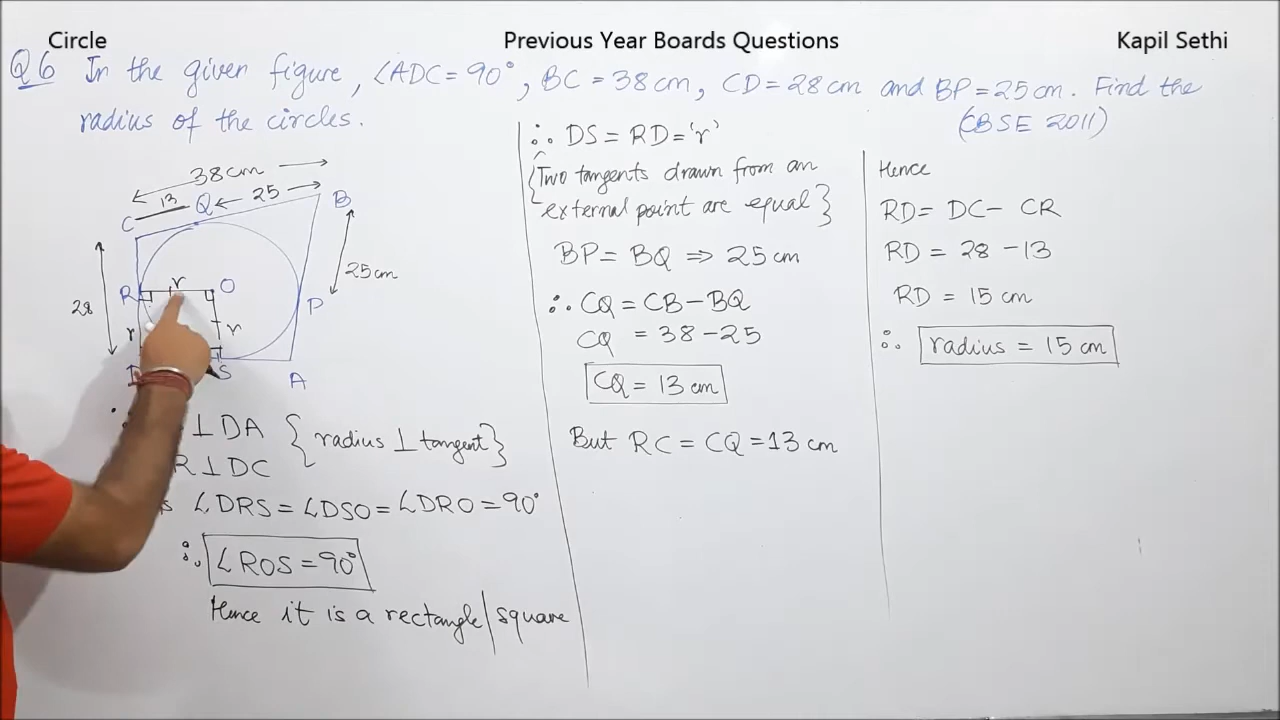 Circle
Previous Year Boards Questions
Kapil Sethi
Q6 In the given figure, ∠ADC = 90°, BC = 38 cm, CD = 28 cm and BP = 25 cm. Find the
radius of the circles.
(CBSE 2011)
38 cm
13
25
C
Q
B
28
R
r
O
25 cm
P
r
r
D
S
A
∴
⊥ DA {radius ⊥ tangent}
R ⊥ DC
∠DRS = ∠DSO = ∠DRO = 90°
∴ ∠ROS = 90°
Hence it is a rectangle/square
∴ DS = RD = 'r'
{Two tangents drawn from an
external point are equal}
BP = BQ ⇒ 25 cm
∴ CQ = CB − BQ
CQ = 38 − 25
CQ = 13 cm
But RC = CQ = 13 cm
Hence
RD = DC − CR
RD = 28 − 13
RD = 15 cm
∴ radius = 15 cm